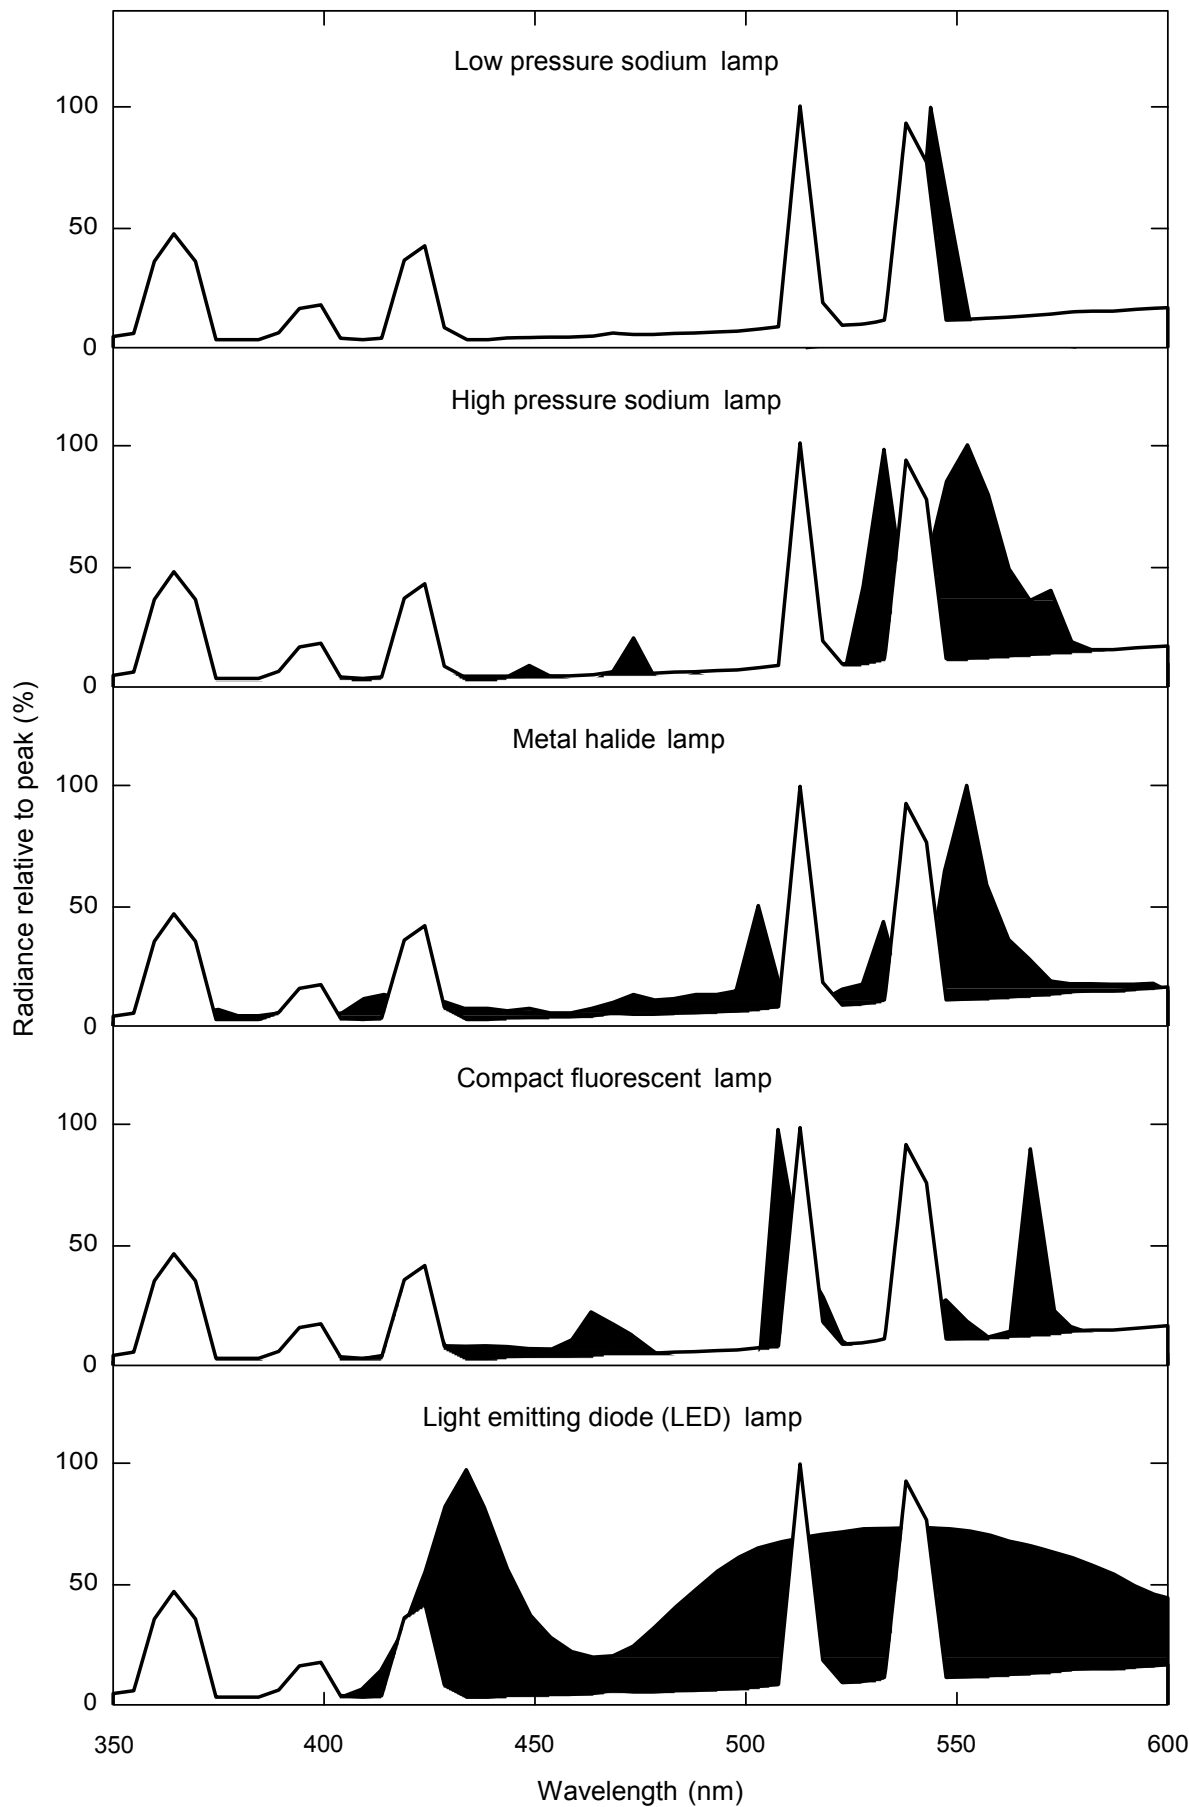 Low pressure sodium lamp
100
50
0
High pressure sodium lamp
100
50
0
Metal halide lamp
100
50
0
Compact fluorescent lamp
100
50
0
Light emitting diode (LED) lamp
100
50
0
350 400 450 500 550 600
Wavelength (nm)
Radiance relative to peak (%)